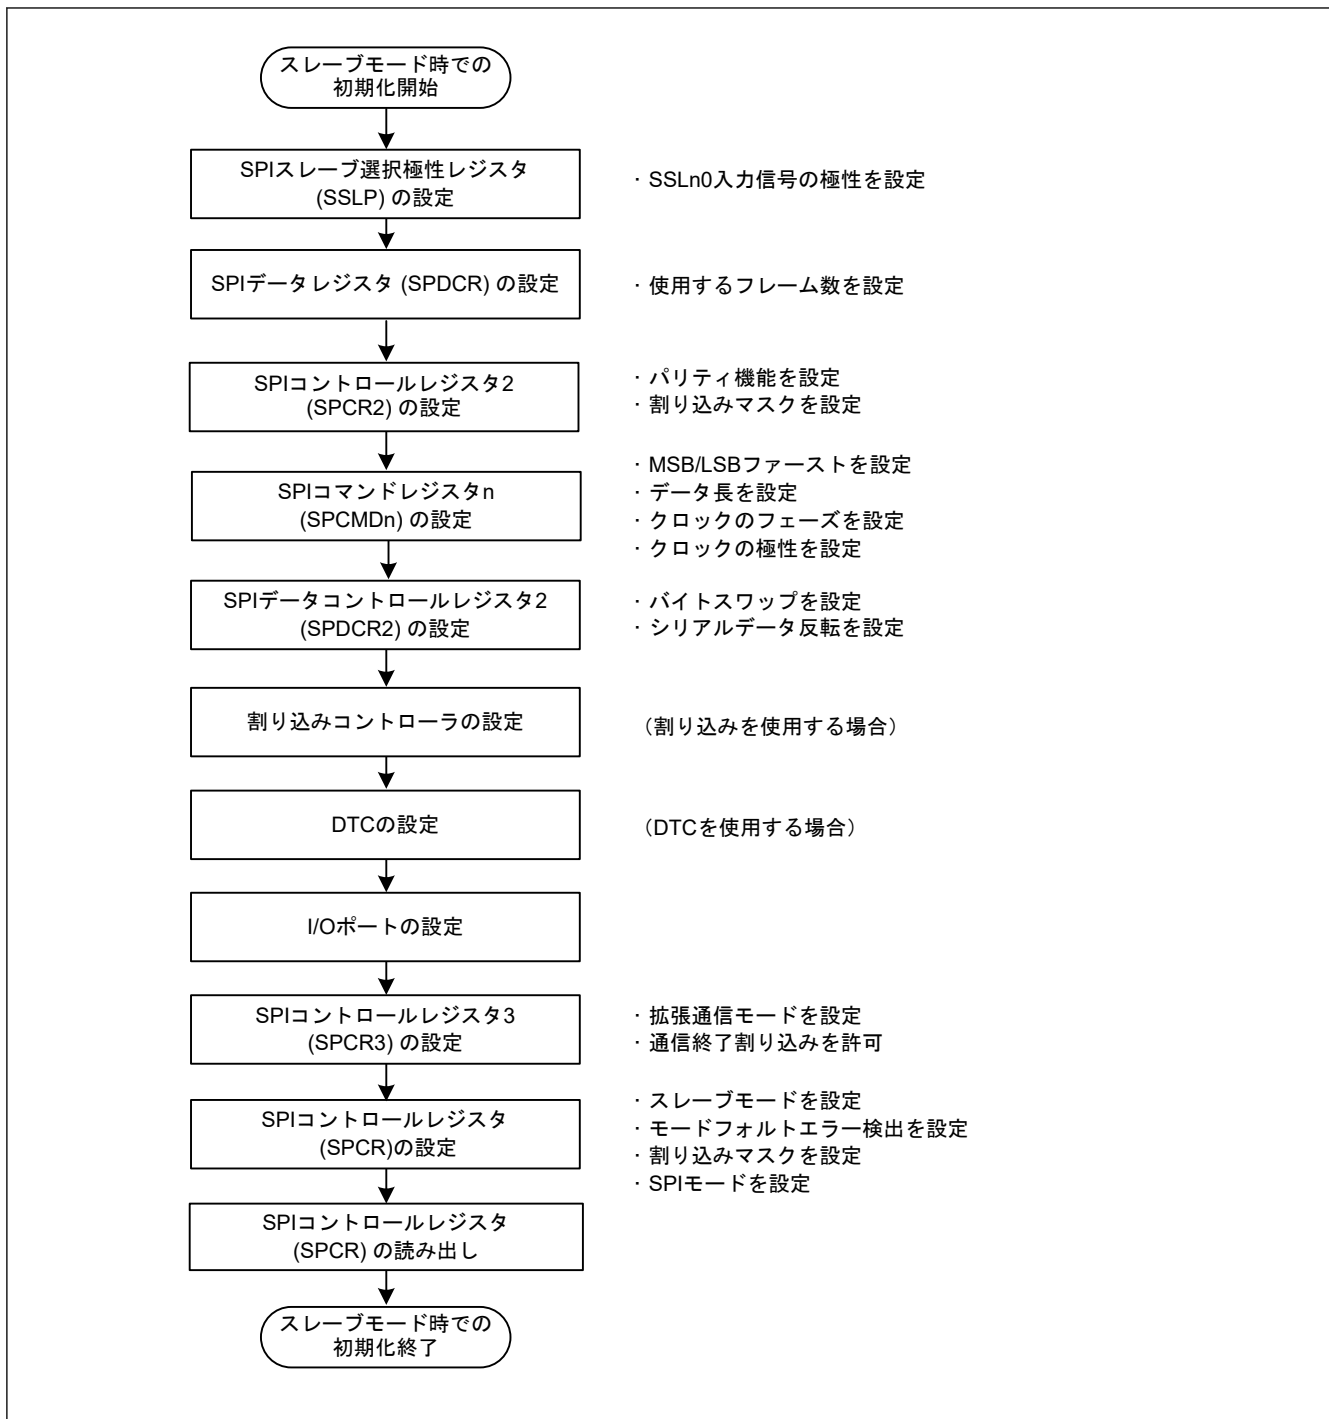 スレーブモード時での
初期化開始
SPIスレーブ選択極性レジスタ
(SSLP) の設定
・SSLn0入力信号の極性を設定
SPIデータレジスタ (SPDCR) の設定
・使用するフレーム数を設定
SPIコントロールレジスタ2
(SPCR2) の設定
・パリティ機能を設定
・割り込みマスクを設定
SPIコマンドレジスタn
(SPCMDn) の設定
・MSB/LSBファーストを設定
・データ長を設定
・クロックのフェーズを設定
・クロックの極性を設定
SPIデータコントロールレジスタ2
(SPDCR2) の設定
・バイトスワップを設定
・シリアルデータ反転を設定
割り込みコントローラの設定
（割り込みを使用する場合）
DTCの設定
（DTCを使用する場合）
I/Oポートの設定
SPIコントロールレジスタ3
(SPCR3) の設定
・拡張通信モードを設定
・通信終了割り込みを許可
SPIコントロールレジスタ
(SPCR)の設定
・スレーブモードを設定
・モードフォルトエラー検出を設定
・割り込みマスクを設定
・SPIモードを設定
SPIコントロールレジスタ
(SPCR) の読み出し
スレーブモード時での
初期化終了